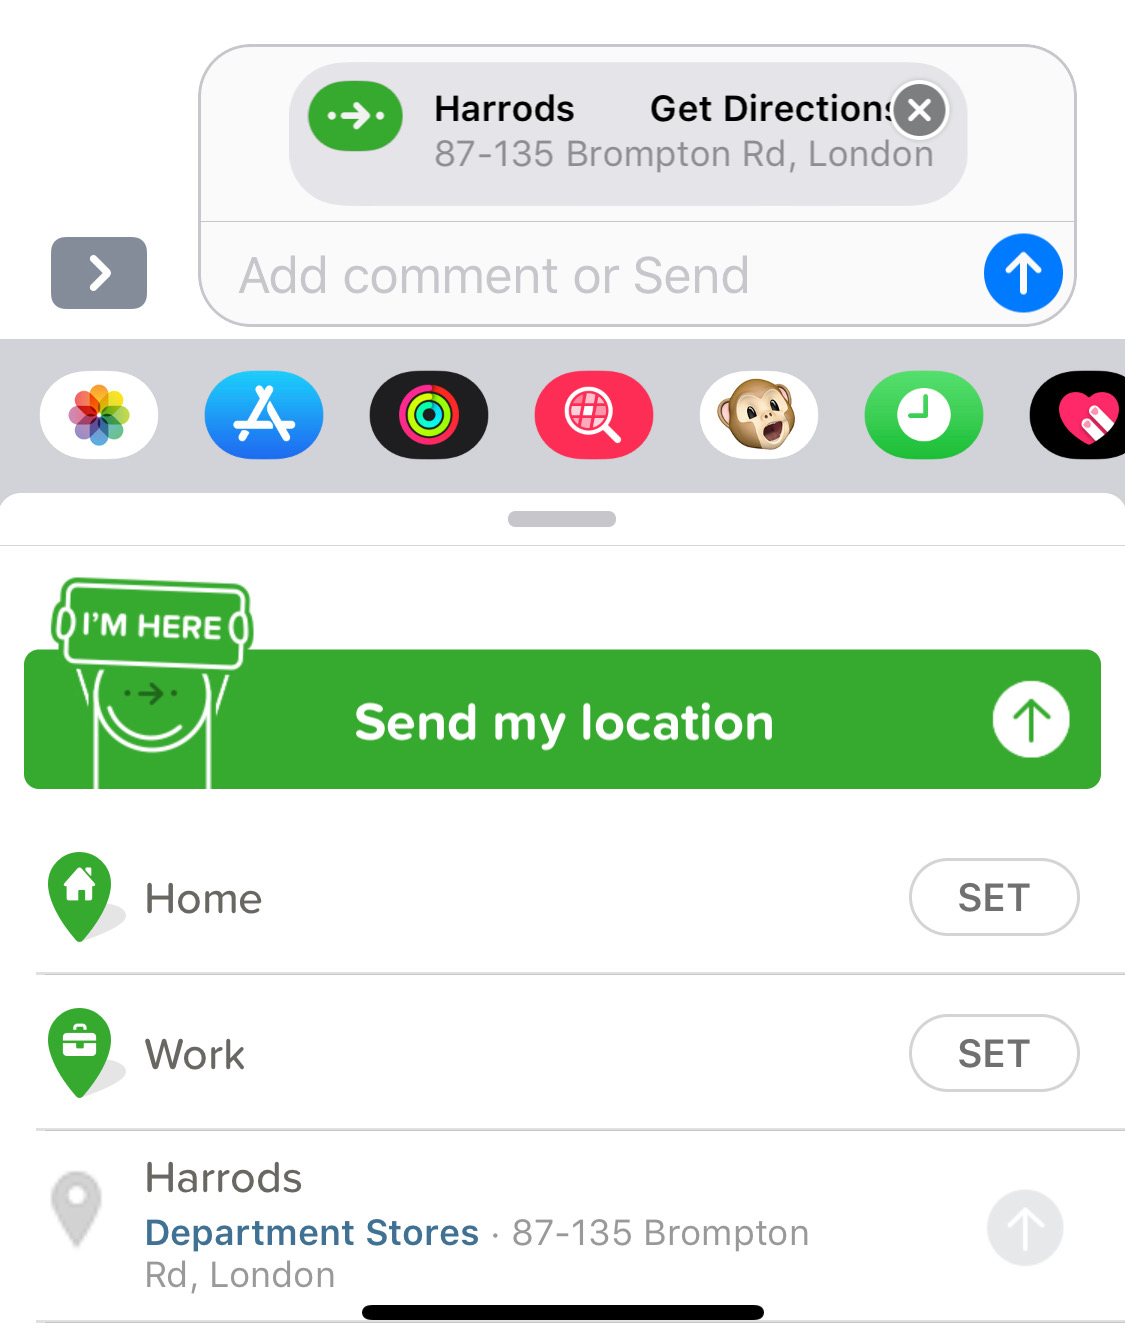 Harrods Get Directions
87-135 Brompton Rd, London
Add comment or Send
I'M HERE
Send my location
Home SET
Work SET
Harrods
Department Stores · 87-135 Brompton
Rd, London